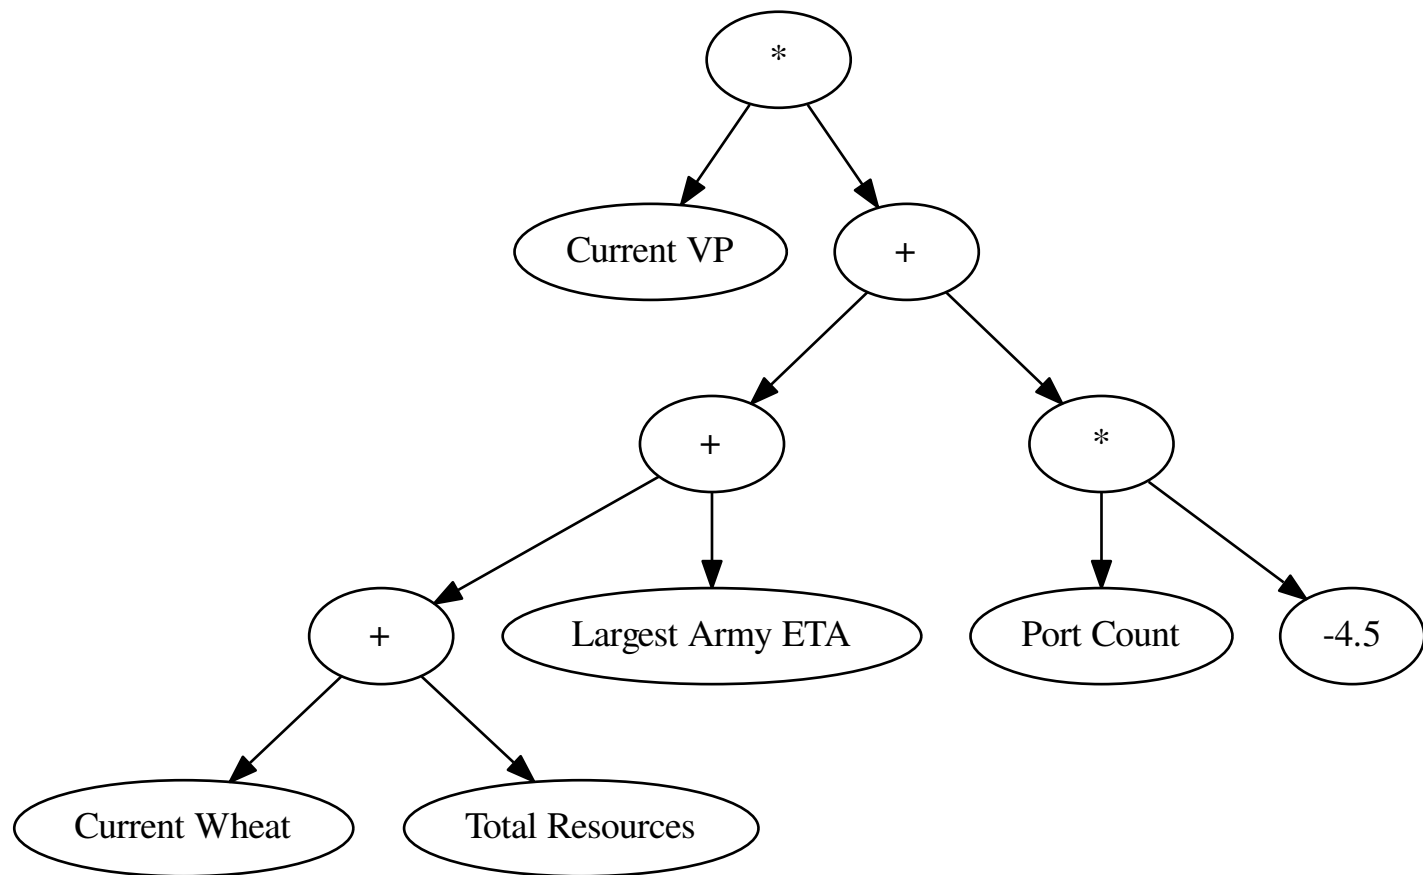 *
Current VP
+
+
*
+
Largest Army ETA
Port Count
-4.5
Current Wheat
Total Resources